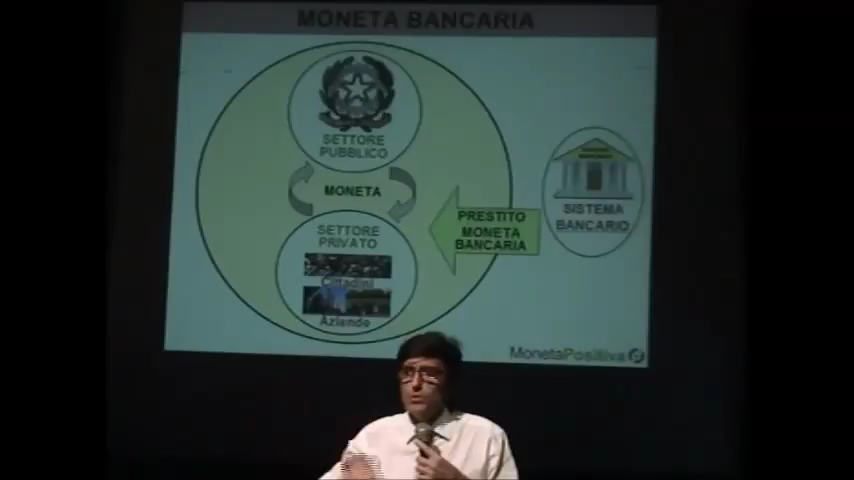 MONETA BANCARIA
SETTORE
PUBBLICO
MONETA
SETTORE
PRIVATO
Cittadini
Aziende
PRESTITO
MONETA
BANCARIA
SISTEMA
BANCARIO
MonetaPositiva